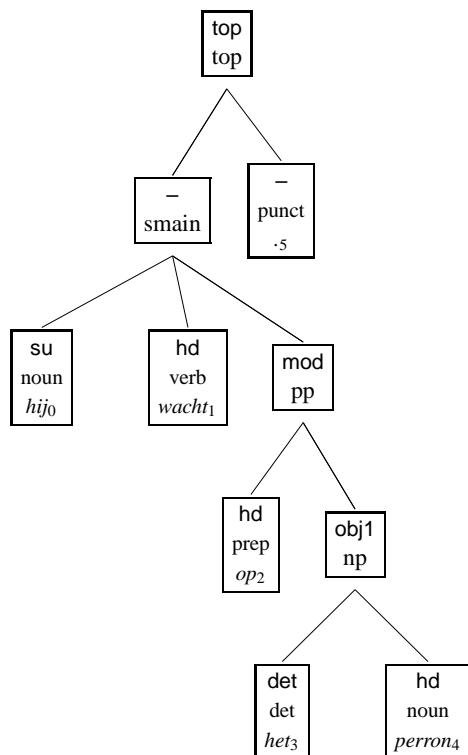 top
top
–
smain
–
punct
.5
su
noun
hij0
hd
verb
wacht1
mod
pp
hd
prep
op2
obj1
np
det
det
het3
hd
noun
perron4